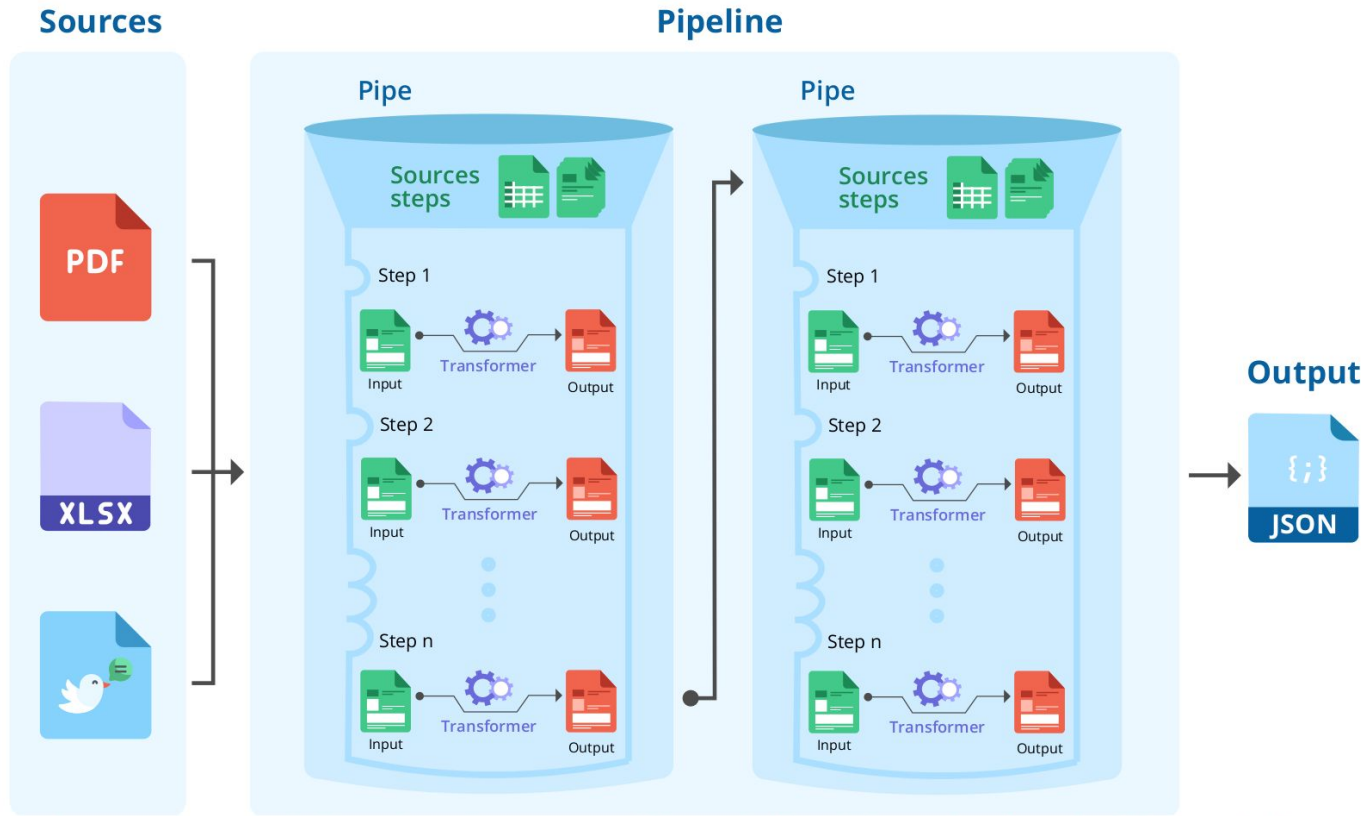 Sources
Pipeline
PDF
XLSX
Pipe
Sources
steps
Step 1
Input
Transformer
Output
Step 2
Input
Transformer
Output
Step n
Input
Transformer
Output
Pipe
Sources
steps
Step 1
Input
Transformer
Output
Step 2
Input
Transformer
Output
Step n
Input
Transformer
Output
Output
{;}
JSON